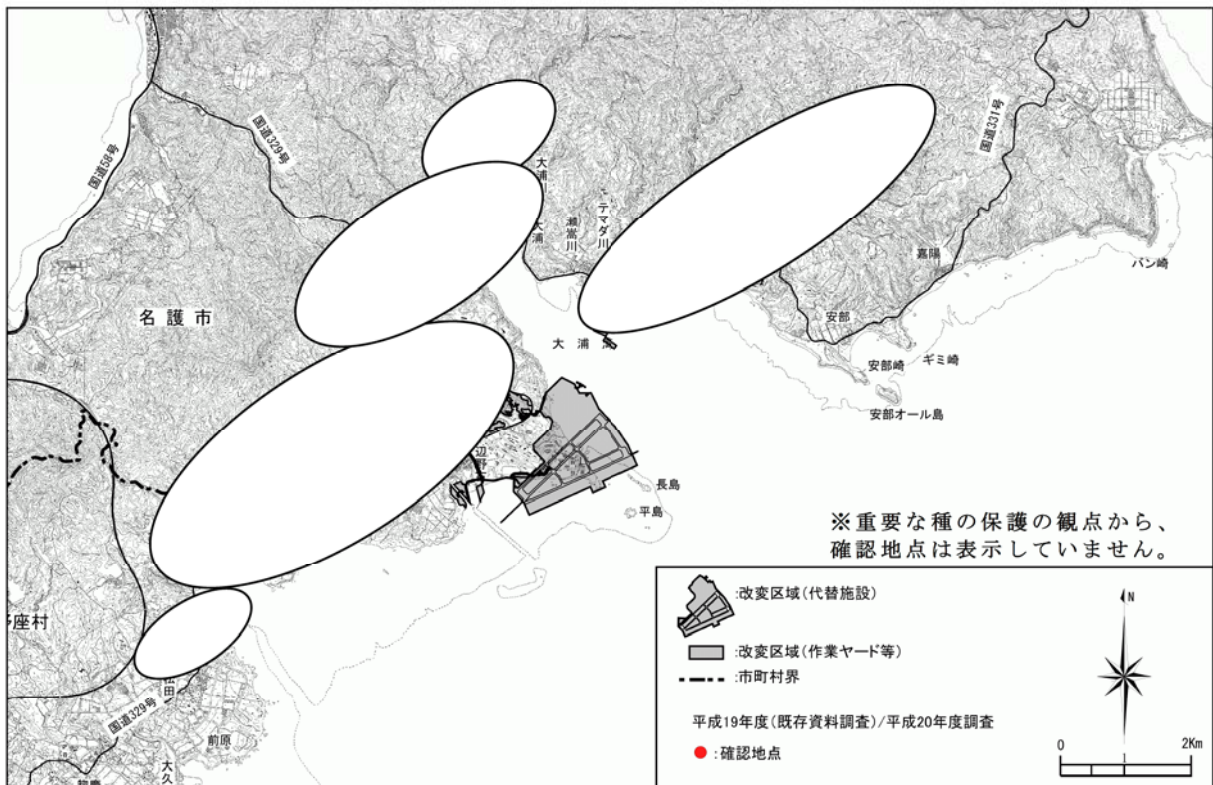 国道58号
国道329号
国道331号
大浦
大浦
瀬嵩川
テマダ川
嘉陽
バン崎
名護市
安部
大浦
安部崎
ギミ崎
安部オール島
長島
平島
※重要な種の保護の観点から、
確認地点は表示していません。
:改変区域(代替施設)
N
座村
:改変区域(作業ヤード等)
:市町村界
松田
国道329号
平成19年度(既存資料調査)/平成20年度調査
前原
:確認地点
0 1 2Km
大久